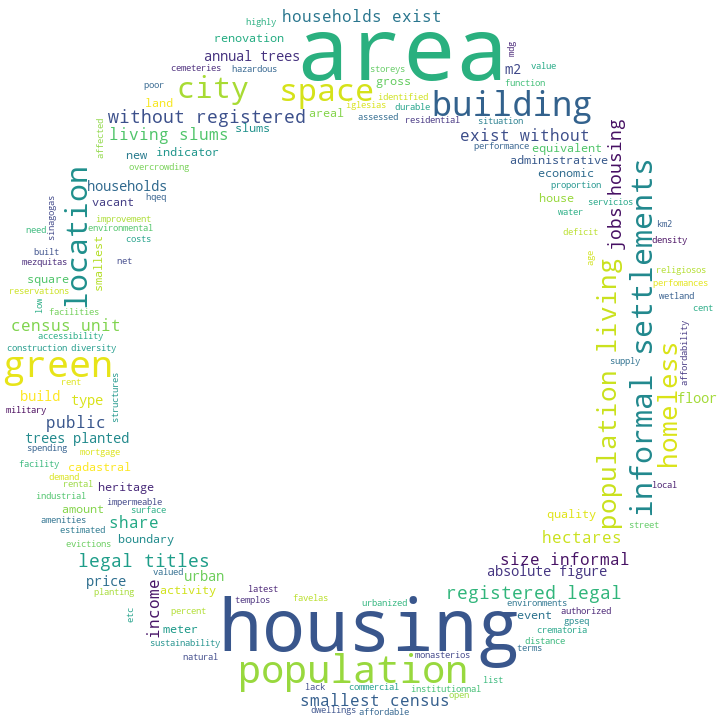 households exist
highly
area
renovation
mdg
annual trees
storeys
value
cemeteries
hazardous
m2
poor
city
space
gross
function
identified
building
land
iglesias
durable
without registered
areal
assessed
residential
situation
affected
living slums
slums
exist without
performance
equivalent
new
indicator
administrative
jobs housing
overcrowding
economic
proportion
location
households
informal settlements
vacant
house
servicios
sinagogas
improvement
water
need
environmental
km2
deficit
costs
density
built
net
age
mezquitas
smallest
religiosos
square
perfomances
reservations
low
wetland
facilities
cent
census unit
population living
accessibility
construction
diversity
affordability
green
supply
rent
homeless
structures
build
type
floor
military
public
trees planted
spending
mortgage
facility
cadastral
demand
rental
heritage
local
industrial
impermeable
amount
surface
quality
amenities
share
street
estimated
boundary
hectares
evictions
legal titles
size informal
valued
price
urban
absolute figure
planting
income
activity
latest
favelas
registered legal
templos
urbanized
environments
etc
percent
housing
event
authorized
gpseq
meter
crematoria
sustainability
distance
natural
population
monasterios
terms
lack
commercial
institutionnal
list
open
smallest census
dwellings
affordable
hqeq